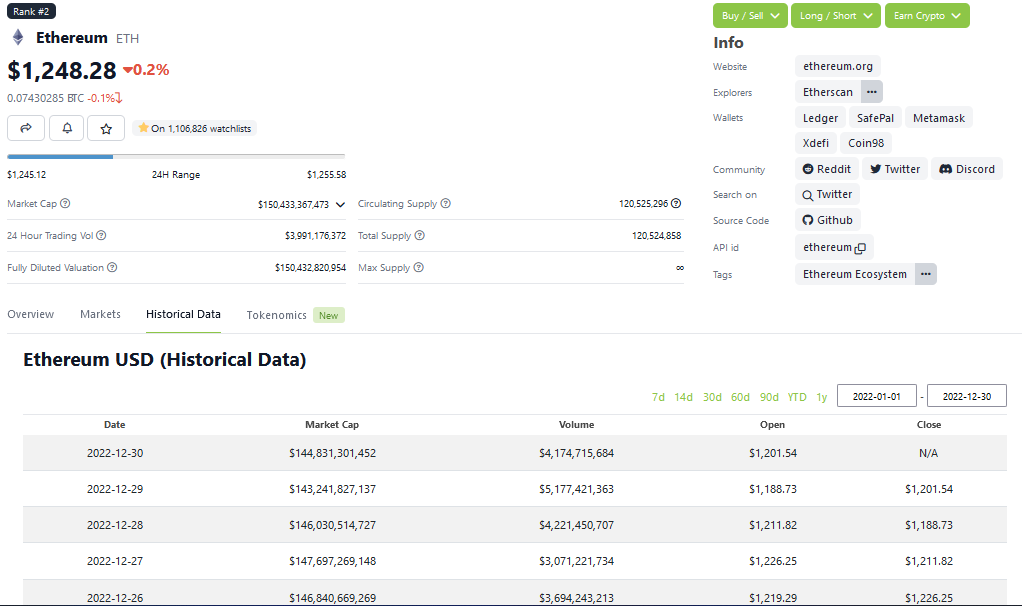 Rank #2
Ethereum ETH
$1,248.28 0.2%
0.07430285 BTC -0.1%
On 1,106,826 watchlists
$1,245.12 24H Range $1,255.58
Market Cap $150,433,367,473
24 Hour Trading Vol $3,991,176,372
Fully Diluted Valuation $150,432,820,954
Circulating Supply 120,525,296
Total Supply 120,524,858
Max Supply ∞
Buy / Sell Long / Short Earn Crypto
Info
Website ethereum.org
Explorers Etherscan ...
Wallets Ledger SafePal Metamask
Xdefi Coin98
Community Reddit Twitter Discord
Search on Twitter
Source Code Github
API id ethereum
Tags Ethereum Ecosystem ...
Overview Markets Historical Data Tokenomics New
Ethereum USD (Historical Data)
7d 14d 30d 60d 90d YTD 1y 2022-01-01 - 2022-12-30
Date Market Cap Volume Open Close
2022-12-30 $144,831,301,452 $4,174,715,684 $1,201.54 N/A
2022-12-29 $143,241,827,137 $5,177,421,363 $1,188.73 $1,201.54
2022-12-28 $146,030,514,727 $4,221,450,707 $1,211.82 $1,188.73
2022-12-27 $147,697,269,148 $3,071,221,734 $1,226.25 $1,211.82
2022-12-26 $146,840,669,269 $3,694,243,213 $1,219.29 $1,226.25